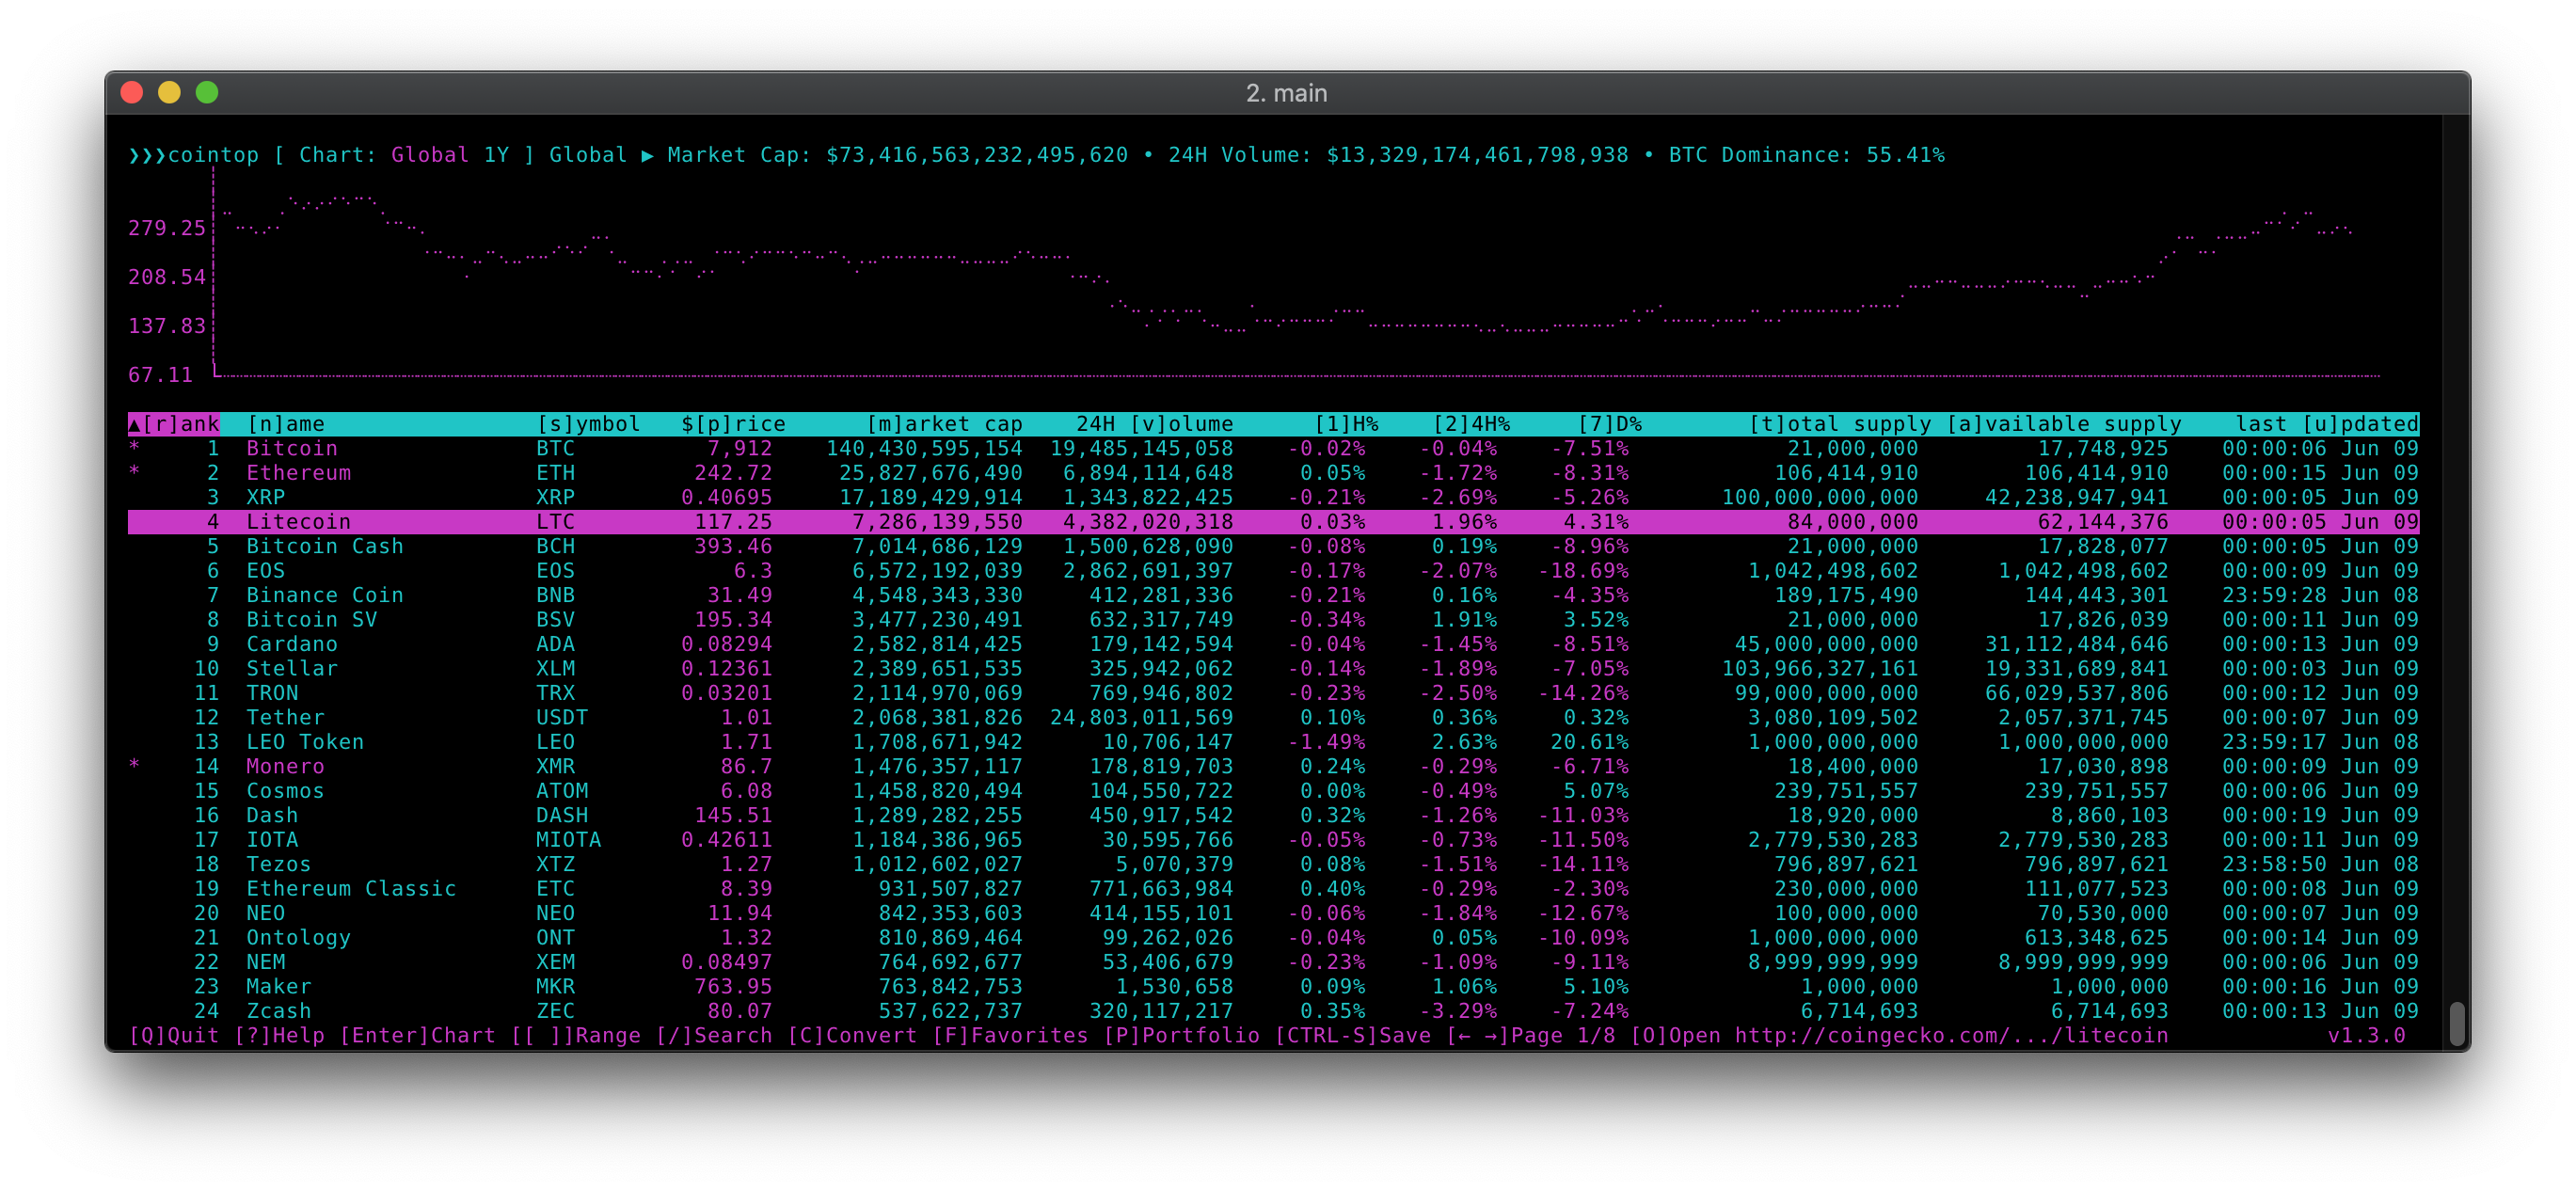 2. main
❯❯❯cointop [ Chart: Global 1Y ] Global ▶ Market Cap: $73,416,563,232,495,620 • 24H Volume: $13,329,174,461,798,938 • BTC Dominance: 55.41%
279.25
208.54
137.83
67.11
▲[r]ank [n]ame [s]ymbol $[p]rice [m]arket cap 24H [v]olume [1]H% [2]4H% [7]D% [t]otal supply [a]vailable supply last [u]pdated
* 1 Bitcoin BTC 7,912 140,430,595,154 19,485,145,058 -0.02% -0.04% -7.51% 21,000,000 17,748,925 00:00:06 Jun 09
* 2 Ethereum ETH 242.72 25,827,676,490 6,894,114,648 0.05% -1.72% -8.31% 106,414,910 106,414,910 00:00:15 Jun 09
3 XRP XRP 0.40695 17,189,429,914 1,343,822,425 -0.21% -2.69% -5.26% 100,000,000,000 42,238,947,941 00:00:05 Jun 09
4 Litecoin LTC 117.25 7,286,139,550 4,382,020,318 0.03% 1.96% 4.31% 84,000,000 62,144,376 00:00:05 Jun 09
5 Bitcoin Cash BCH 393.46 7,014,686,129 1,500,628,090 -0.08% 0.19% -8.96% 21,000,000 17,828,077 00:00:05 Jun 09
6 EOS EOS 6.3 6,572,192,039 2,862,691,397 -0.17% -2.07% -18.69% 1,042,498,602 1,042,498,602 00:00:09 Jun 09
7 Binance Coin BNB 31.49 4,548,343,330 412,281,336 -0.21% 0.16% -4.35% 189,175,490 144,443,301 23:59:28 Jun 08
8 Bitcoin SV BSV 195.34 3,477,230,491 632,317,749 -0.34% 1.91% 3.52% 21,000,000 17,826,039 00:00:11 Jun 09
9 Cardano ADA 0.08294 2,582,814,425 179,142,594 -0.04% -1.45% -8.51% 45,000,000,000 31,112,484,646 00:00:13 Jun 09
10 Stellar XLM 0.12361 2,389,651,535 325,942,062 -0.14% -1.89% -7.05% 103,966,327,161 19,331,689,841 00:00:03 Jun 09
11 TRON TRX 0.03201 2,114,970,069 769,946,802 -0.23% -2.50% -14.26% 99,000,000,000 66,029,537,806 00:00:12 Jun 09
12 Tether USDT 1.01 2,068,381,826 24,803,011,569 0.10% 0.36% 0.32% 3,080,109,502 2,057,371,745 00:00:07 Jun 09
13 LEO Token LEO 1.71 1,708,671,942 10,706,147 -1.49% 2.63% 20.61% 1,000,000,000 1,000,000,000 23:59:17 Jun 08
* 14 Monero XMR 86.7 1,476,357,117 178,819,703 0.24% -0.29% -6.71% 18,400,000 17,030,898 00:00:09 Jun 09
15 Cosmos ATOM 6.08 1,458,820,494 104,550,722 0.00% -0.49% 5.07% 239,751,557 239,751,557 00:00:06 Jun 09
16 Dash DASH 145.51 1,289,282,255 450,917,542 0.32% -1.26% -11.03% 18,920,000 8,860,103 00:00:19 Jun 09
17 IOTA MIOTA 0.42611 1,184,386,965 30,595,766 -0.05% -0.73% -11.50% 2,779,530,283 2,779,530,283 00:00:11 Jun 09
18 Tezos XTZ 1.27 1,012,602,027 5,070,379 0.08% -1.51% -14.11% 796,897,621 796,897,621 23:58:50 Jun 08
19 Ethereum Classic ETC 8.39 931,507,827 771,663,984 0.40% -0.29% -2.30% 230,000,000 111,077,523 00:00:08 Jun 09
20 NEO NEO 11.94 842,353,603 414,155,101 -0.06% -1.84% -12.67% 100,000,000 70,530,000 00:00:07 Jun 09
21 Ontology ONT 1.32 810,869,464 99,262,026 -0.04% 0.05% -10.09% 1,000,000,000 613,348,625 00:00:14 Jun 09
22 NEM XEM 0.08497 764,692,677 53,406,679 -0.23% -1.09% -9.11% 8,999,999,999 8,999,999,999 00:00:06 Jun 09
23 Maker MKR 763.95 763,842,753 1,530,658 0.09% 1.06% 5.10% 1,000,000 1,000,000 00:00:16 Jun 09
24 Zcash ZEC 80.07 537,622,737 320,117,217 0.35% -3.29% -7.24% 6,714,693 6,714,693 00:00:13 Jun 09
[Q]Quit [?]Help [Enter]Chart [[ ]]Range [/]Search [C]Convert [F]Favorites [P]Portfolio [CTRL-S]Save [← →]Page 1/8 [O]Open http://coingecko.com/.../litecoin v1.3.0